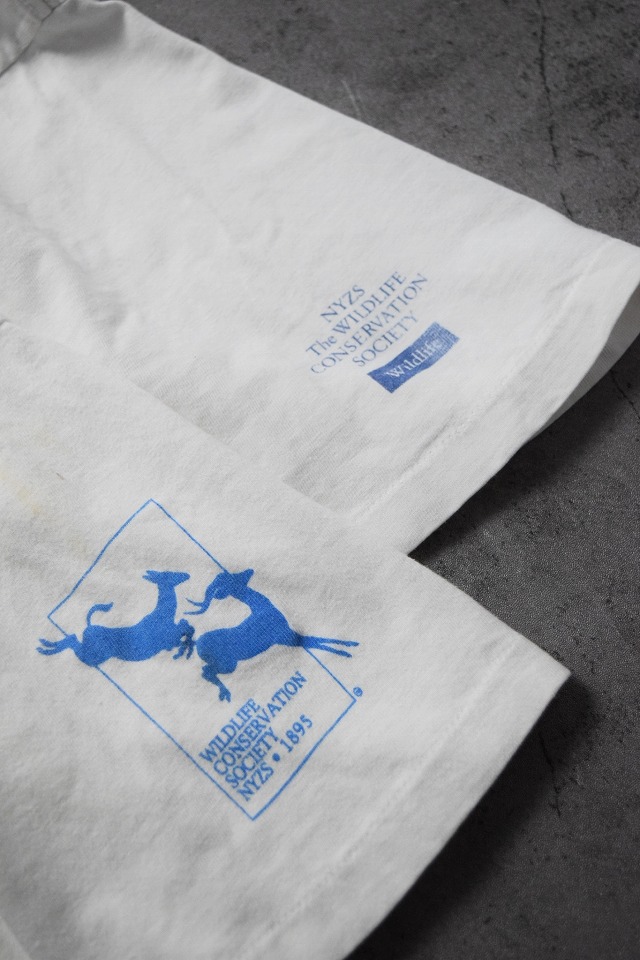 NYZS
The WILDLIFE
CONSERVATION
SOCIETY
Wildlife
®
WILDLIFE
CONSERVATION
SOCIETY
NYZS • 1895